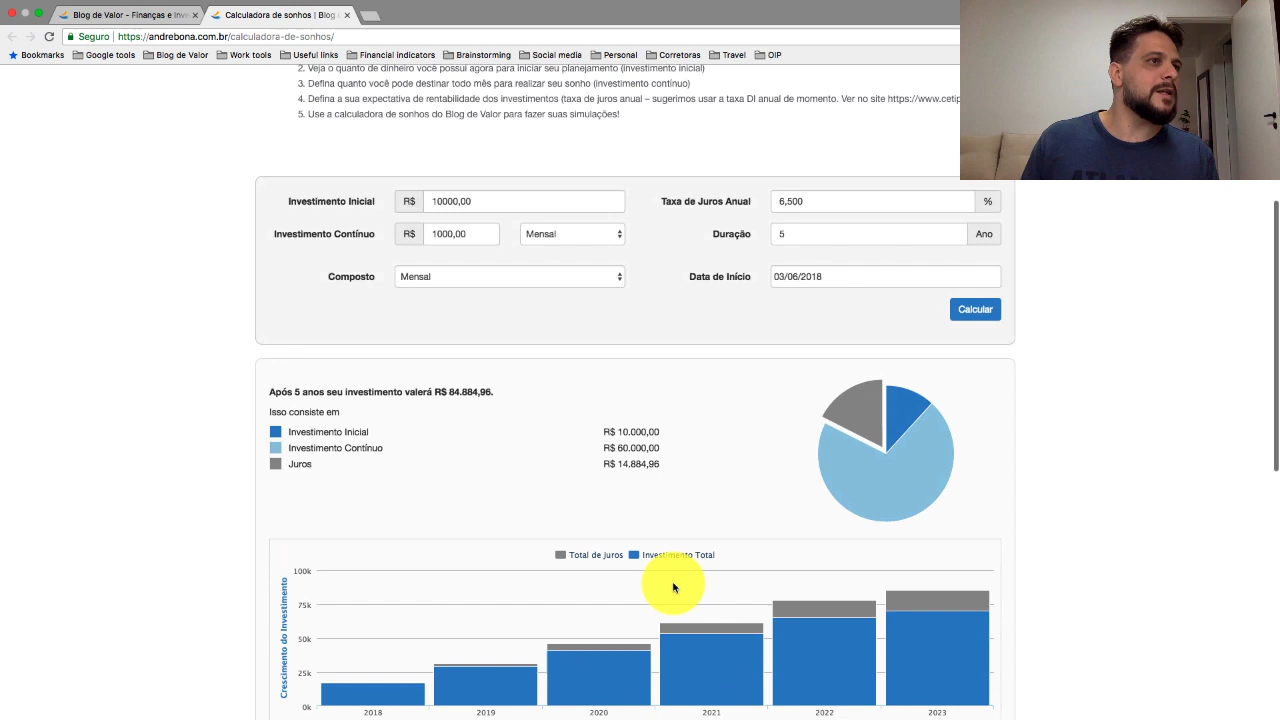 Blog de Valor - Finanças e inve
Calculadora de sonhos | Blog
Seguro
https://andrebona.com.br/calculadora-de-sonhos/
Bookmarks
Google tools
Blog de Valor
Work tools
Useful links
Financial indicators
Brainstorming
Social media
Personal
Corretoras
Travel
OIP
2. Veja o quanto de dinheiro você possui agora para iniciar seu planejamento (investimento inicial)
3. Defina quanto você pode destinar todo mês para realizar seu sonho (investimento contínuo)
4. Defina a sua expectativa de rentabilidade dos investimentos (taxa de juros anual – sugerimos usar a taxa DI anual de momento. Ver no site https://www.cetip
5. Use a calculadora de sonhos do Blog de Valor para fazer suas simulações!
Investimento Inicial R$ 10000,00 Taxa de Juros Anual 6,500 %
Investimento Contínuo R$ 1000,00 Mensal Duração 5 Ano
Composto Mensal Data de Início 03/06/2018
Calcular
Após 5 anos seu investimento valerá R$ 84.884,96.
Isso consiste em
Investimento Inicial R$ 10.000,00
Investimento Contínuo R$ 60.000,00
Juros R$ 14.884,96
Total de Juros Investimento Total
Crescimento do Investimento
100k
75k
50k
25k
0k
2018 2019 2020 2021 2022 2023